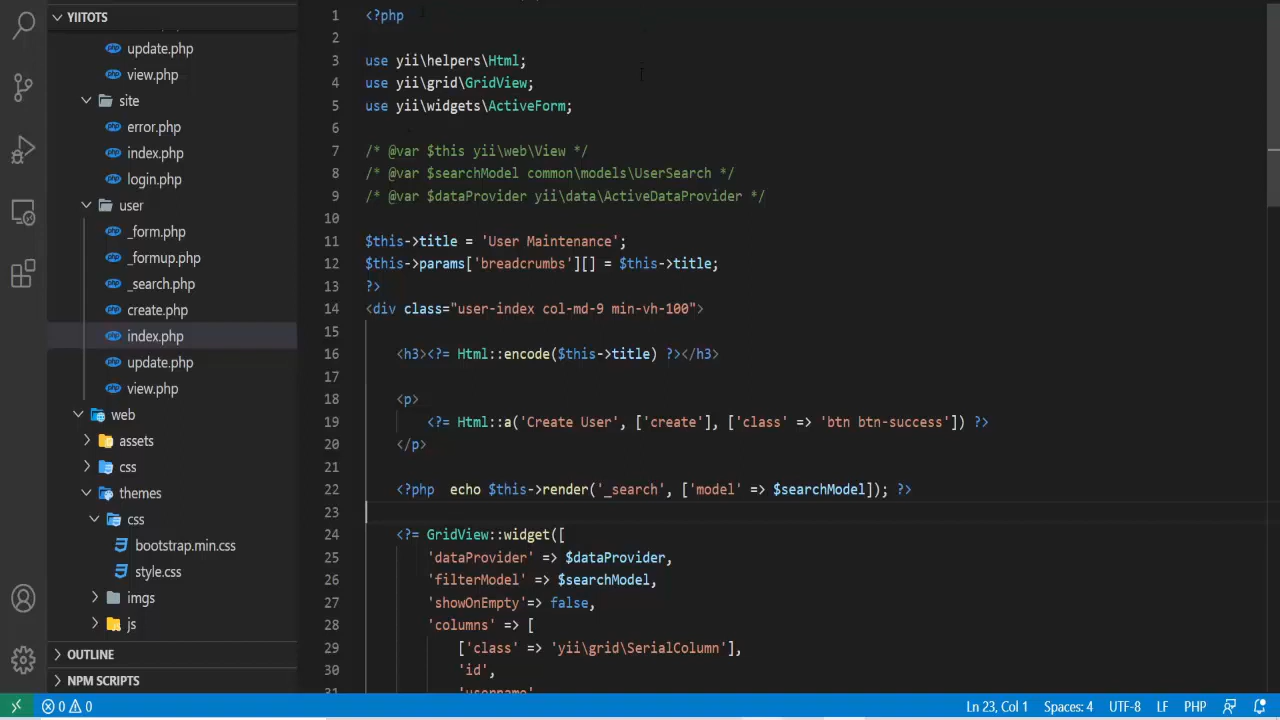 YIITOTS
update.php
view.php
site
error.php
index.php
login.php
user
_form.php
_formup.php
_search.php
create.php
index.php
update.php
view.php
web
assets
css
themes
css
bootstrap.min.css
style.css
imgs
js
OUTLINE
NPM SCRIPTS
1 <?php
2
3 use yii\helpers\Html;
4 use yii\grid\GridView;
5 use yii\widgets\ActiveForm;
6
7 /* @var $this yii\web\View */
8 /* @var $searchModel common\models\UserSearch */
9 /* @var $dataProvider yii\data\ActiveDataProvider */
10
11 $this->title = 'User Maintenance';
12 $this->params['breadcrumbs'][] = $this->title;
13 ?>
14 <div class="user-index col-md-9 min-vh-100">
15
16 <h3><?= Html::encode($this->title) ?></h3>
17
18 <p>
19 <?= Html::a('Create User', ['create'], ['class' => 'btn btn-success']) ?>
20 </p>
21
22 <?php  echo $this->render('_search', ['model' => $searchModel]); ?>
23
24 <?= GridView::widget([
25 'dataProvider' => $dataProvider,
26 'filterModel' => $searchModel,
27 'showOnEmpty'=> false,
28 'columns' => [
29 ['class' => 'yii\grid\SerialColumn'],
30 'id',
31 'username'
0 0 Ln 23, Col 1 Spaces: 4 UTF-8 LF PHP